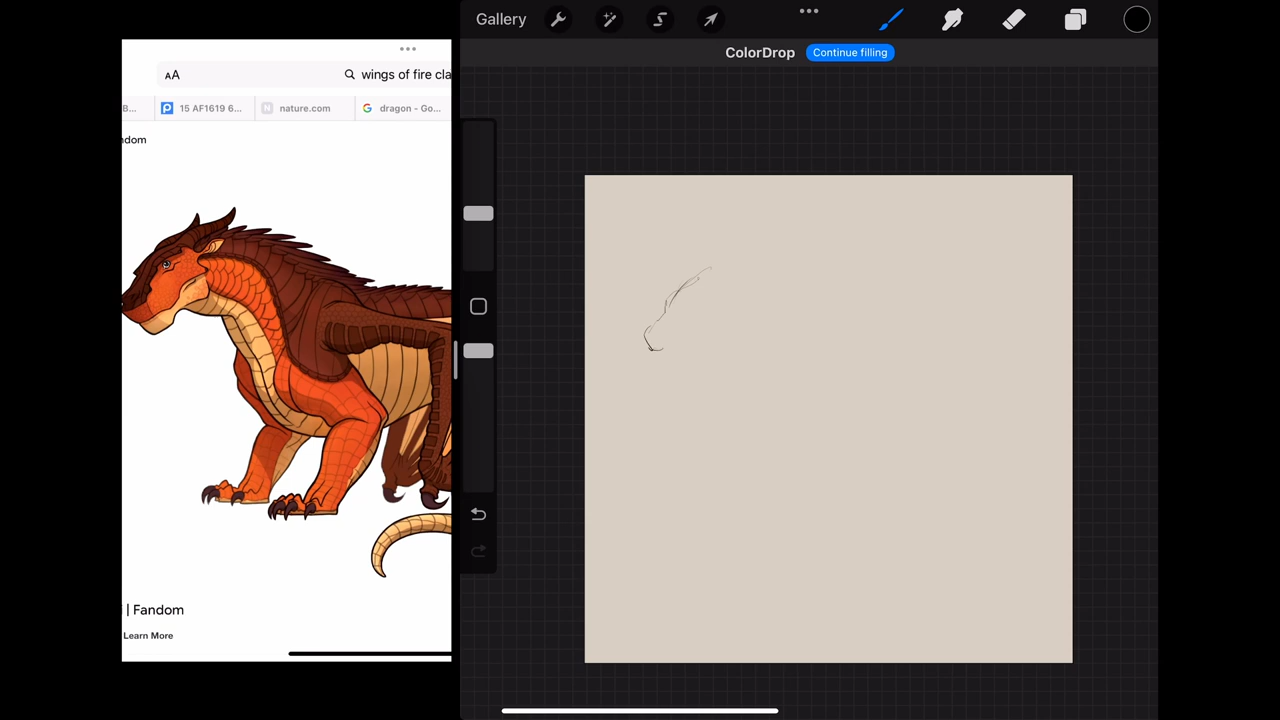 Gallery
ColorDrop Continue filling
AA wings of fire cla
B... 15 AF1619 6... nature.com dragon - Go...
ndom
| Fandom
Learn More